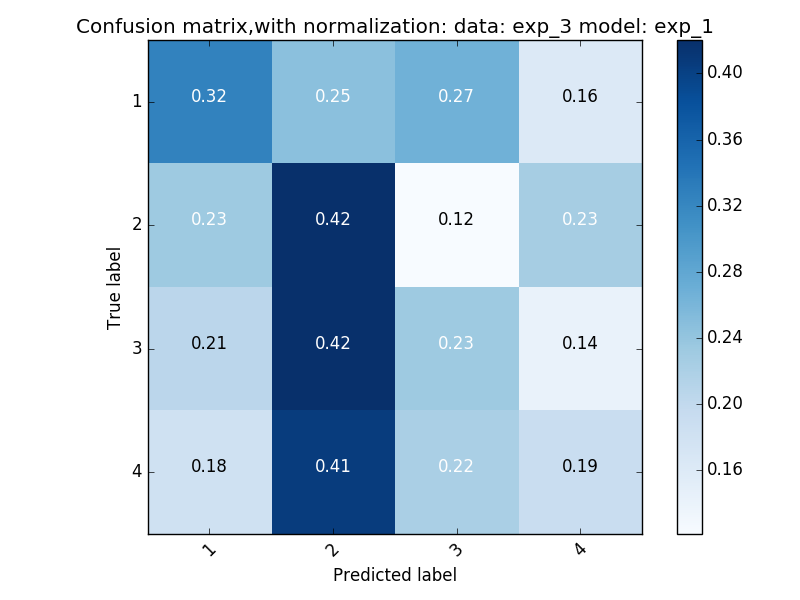 Confusion matrix,with normalization: data: exp_3 model: exp_1
0.40
1 0.32 0.25 0.27 0.16
0.36
0.32
2 0.23 0.42 0.12 0.23
0.28
True label
0.24
3 0.21 0.42 0.23 0.14
0.20
4 0.18 0.41 0.22 0.19
0.16
1 2 3 4
Predicted label